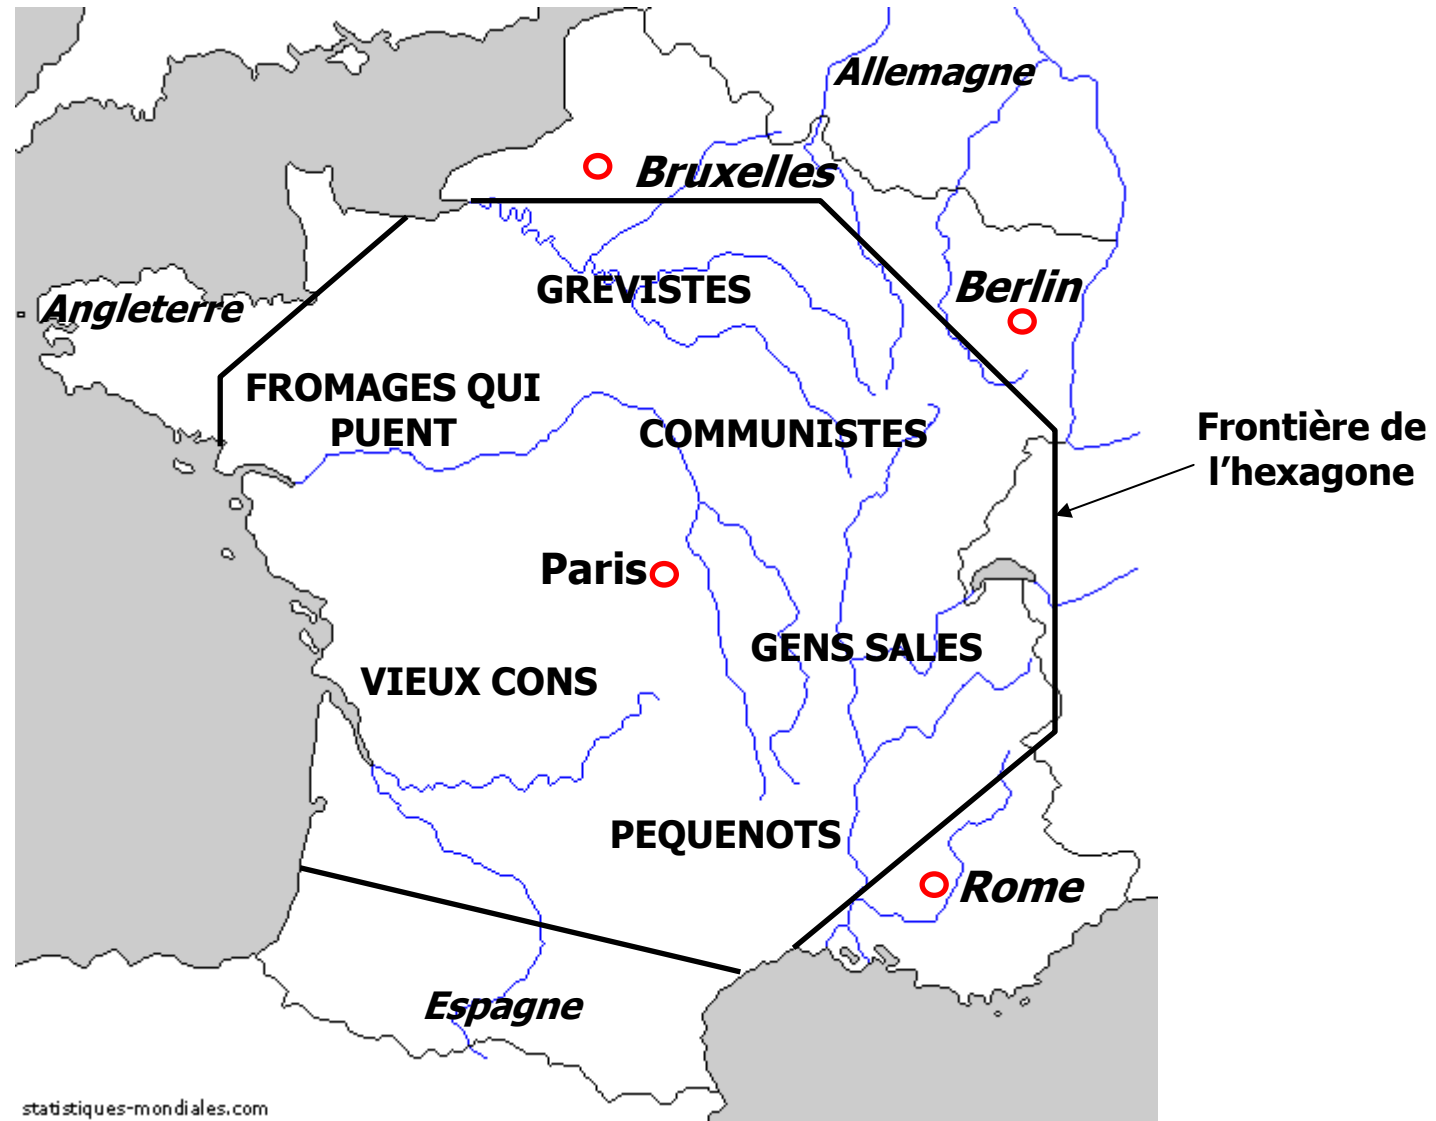 Allemagne
Bruxelles
GREVISTES
Berlin
Angleterre
FROMAGES QUI
PUENT
COMMUNISTES
Frontière de
l’hexagone
Paris
GENS SALES
VIEUX CONS
PEQUENOTS
Rome
Espagne
statistiques-mondiales.com